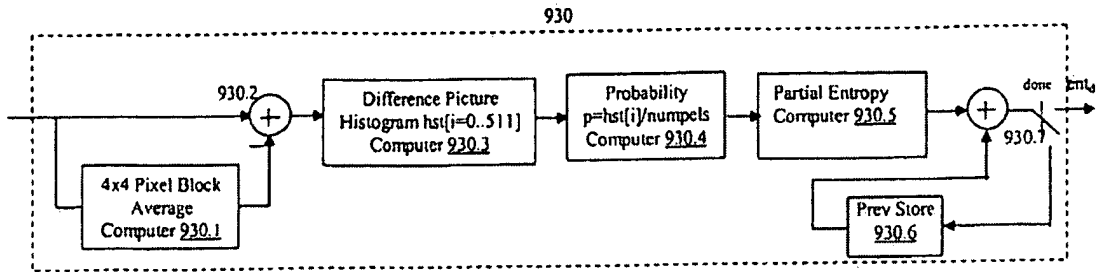 930
930.2
Difference Picture
Histogram hst[i=0..511]
Computer 930.3
Probability
p=hst[i]/numpels
Computer 930.4
Partial Entropy
Computer 930.5
done
ent_d
930.7
4x4 Pixel Block
Average
Computer 930.1
Prev Store
930.6